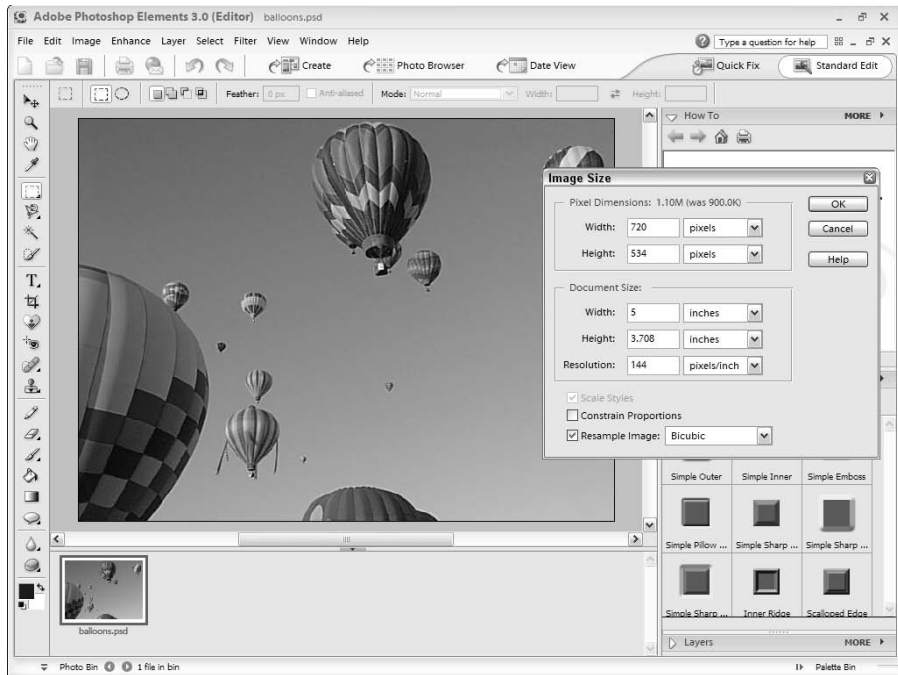 Adobe Photoshop Elements 3.0 (Editor) balloons.psd
File Edit Image Enhance Layer Select Filter View Window Help Type a question for help
Create Photo Browser Date View Quick Fix Standard Edit
Feather: 0 px Anti-aliased Mode: Normal Width: Height:
How To MORE
Image Size
Pixel Dimensions: 1.10M (was 900.0K)
Width: 720 pixels
Height: 534 pixels
Document Size:
Width: 5 inches
Height: 3.708 inches
Resolution: 144 pixels/inch
Scale Styles
Constrain Proportions
Resample Image: Bicubic
OK
Cancel
Help
Simple Outer Simple Inner Simple Emboss
Simple Pillow ... Simple Sharp ... Simple Sharp ...
Simple Sharp ... Inner Ridge Scalloped Edge
balloons.psd
Layers MORE
Photo Bin 1 file in bin Palette Bin